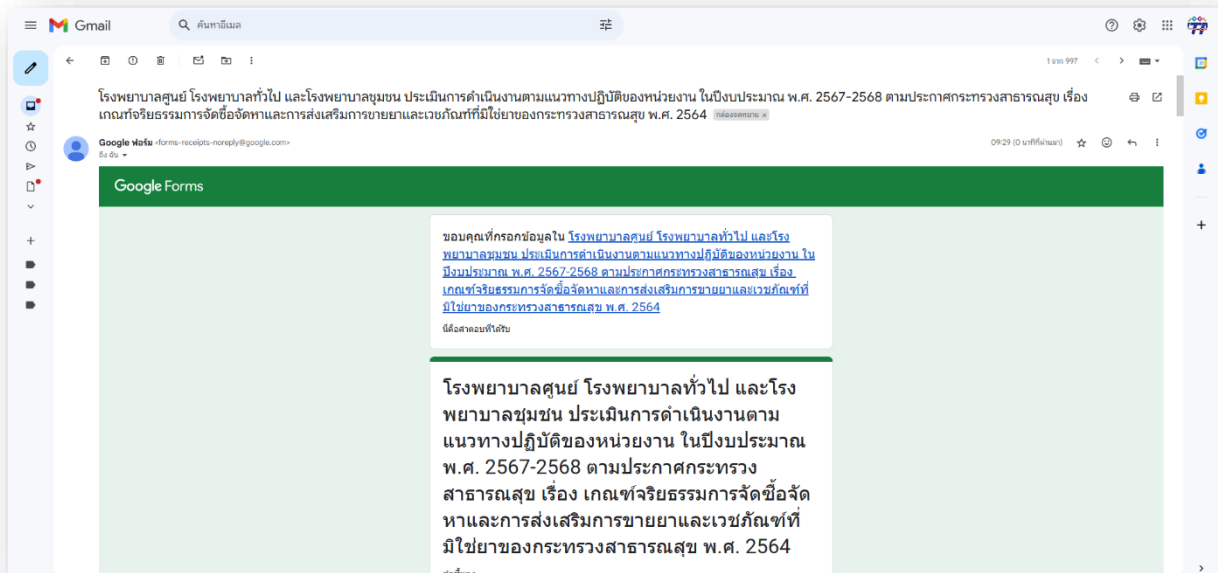 Gmail
ค้นหาอีเมล
1 จาก 997
โรงพยาบาลศูนย์ โรงพยาบาลทั่วไป และโรงพยาบาลชุมชน ประเมินการดำเนินงานตามแนวทางปฏิบัติของหน่วยงาน ในปีงบประมาณ พ.ศ. 2567-2568 ตามประกาศกระทรวงสาธารณสุข เรื่อง
เกณฑ์จริยธรรมการจัดซื้อจัดหาและการส่งเสริมการขายยาและเวชภัณฑ์ที่มิใช่ยาของกระทรวงสาธารณสุข พ.ศ. 2564 กล่องจดหมาย ×
Google ฟอร์ม <forms-receipts-noreply@google.com>
09:29 (0 นาทีที่ผ่านมา)
ถึง ฉัน
Google Forms
ขอบคุณที่กรอกข้อมูลใน โรงพยาบาลศูนย์ โรงพยาบาลทั่วไป และโรง
พยาบาลชุมชน ประเมินการดำเนินงานตามแนวทางปฏิบัติของหน่วยงาน ใน
ปีงบประมาณ พ.ศ. 2567-2568 ตามประกาศกระทรวงสาธารณสุข เรื่อง
เกณฑ์จริยธรรมการจัดซื้อจัดหาและการส่งเสริมการขายยาและเวชภัณฑ์ที่
มิใช่ยาของกระทรวงสาธารณสุข พ.ศ. 2564
นี่คือคำตอบที่ได้รับ
โรงพยาบาลศูนย์ โรงพยาบาลทั่วไป และโรง
พยาบาลชุมชน ประเมินการดำเนินงานตาม
แนวทางปฏิบัติของหน่วยงาน ในปีงบประมาณ
พ.ศ. 2567-2568 ตามประกาศกระทรวง
สาธารณสุข เรื่อง เกณฑ์จริยธรรมการจัดซื้อจัด
หาและการส่งเสริมการขายยาและเวชภัณฑ์ที่
มิใช่ยาของกระทรวงสาธารณสุข พ.ศ. 2564